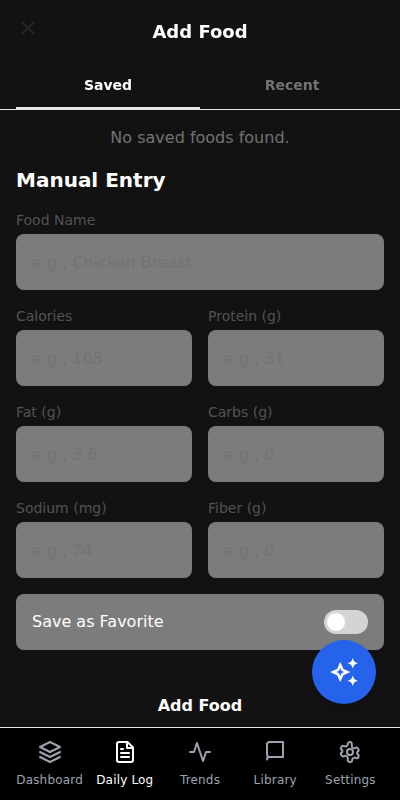 Add Food
Saved Recent
No saved foods found.
Manual Entry
Food Name
e.g., Chicken Breast
Calories Protein (g)
e.g., 165 e.g., 31
Fat (g) Carbs (g)
e.g., 3.6 e.g., 0
Sodium (mg) Fiber (g)
e.g., 74 e.g., 0
Save as Favorite
Add Food
Dashboard Daily Log Trends Library Settings